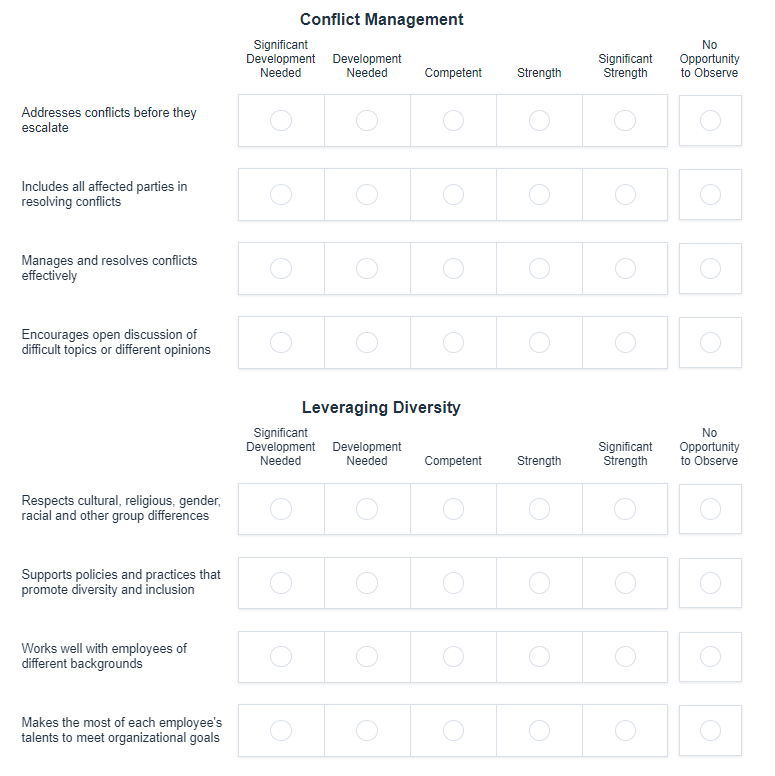 Conflict Management
Significant
Development
Needed
Development
Needed
Competent
Strength
Significant
Strength
No
Opportunity
to Observe
Addresses conflicts before they
escalate
Includes all affected parties in
resolving conflicts
Manages and resolves conflicts
effectively
Encourages open discussion of
difficult topics or different opinions
Leveraging Diversity
Significant
Development
Needed
Development
Needed
Competent
Strength
Significant
Strength
No
Opportunity
to Observe
Respects cultural, religious, gender,
racial and other group differences
Supports policies and practices that
promote diversity and inclusion
Works well with employees of
different backgrounds
Makes the most of each employee's
talents to meet organizational goals